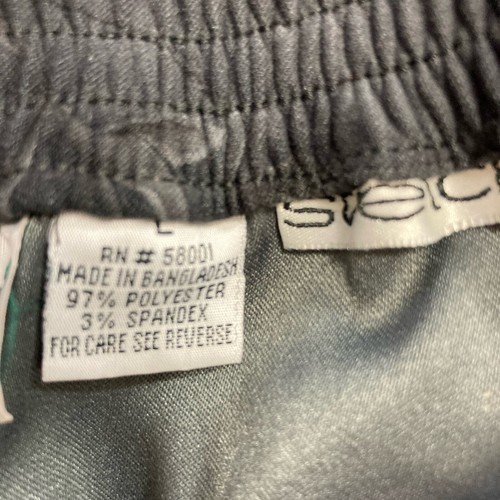 L
RN # 58001
MADE IN BANGLADESH
97% POLYESTER
3% SPANDEX
FOR CARE SEE REVERSE